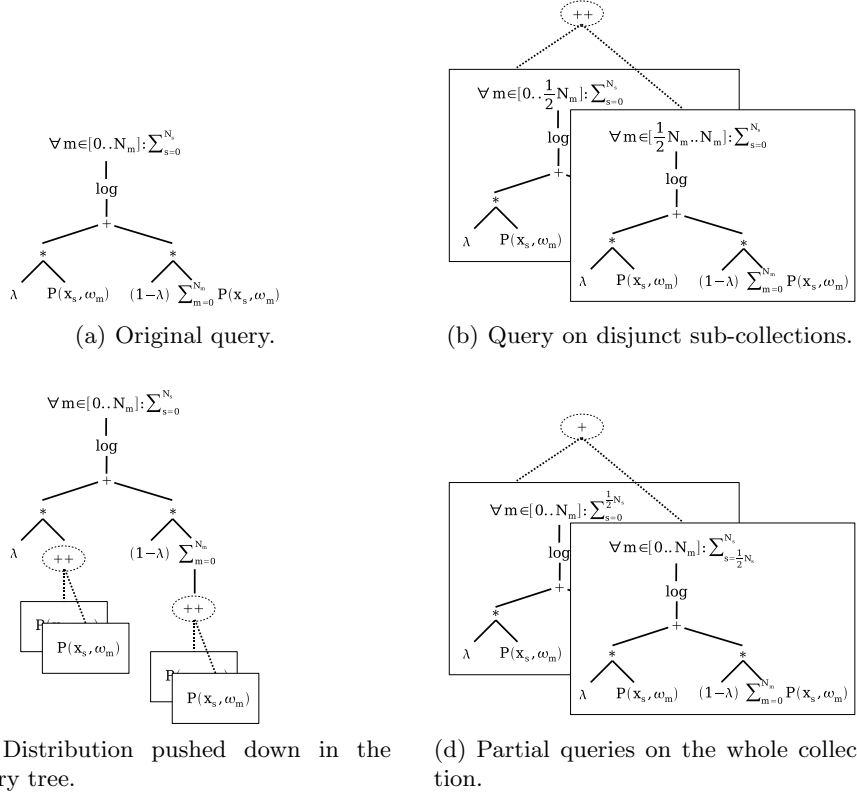 ++
∀m∈[0..½N_m]:∑_{s=0}^{N_s}
∀m∈[0..N_m]:∑_{s=0}^{N_s}
log
∀m∈[½N_m..N_m]:∑_{s=0}^{N_s}
log
log
+
+
+
* *
*
* *
λ P(x_s,ω_m) (1−λ) ∑_{m=0}^{N_m} P(x_s,ω_m)
λ P(x_s,ω_m)
λ P(x_s,ω_m) (1−λ) ∑_{m=0}^{N_m} P(x_s,ω_m)
(a) Original query.
(b) Query on disjunct sub-collections.
∀m∈[0..N_m]:∑_{s=0}^{N_s}
log
+
* *
λ ++ (1−λ) ∑_{m=0}^{N_m}
++
P(x_s,ω_m)
P(x_s,ω_m)
+
∀m∈[0..N_m]:∑_{s=0}^{½N_s}
log
+
*
λ P(x_s,ω_m)
∀m∈[0..N_m]:∑_{s=½N_s}^{N_s}
log
+
* *
λ P(x_s,ω_m) (1−λ) ∑_{m=0}^{N_m} P(x_s,ω_m)
Distribution pushed down in the
ry tree.
(d) Partial queries on the whole collec-
tion.